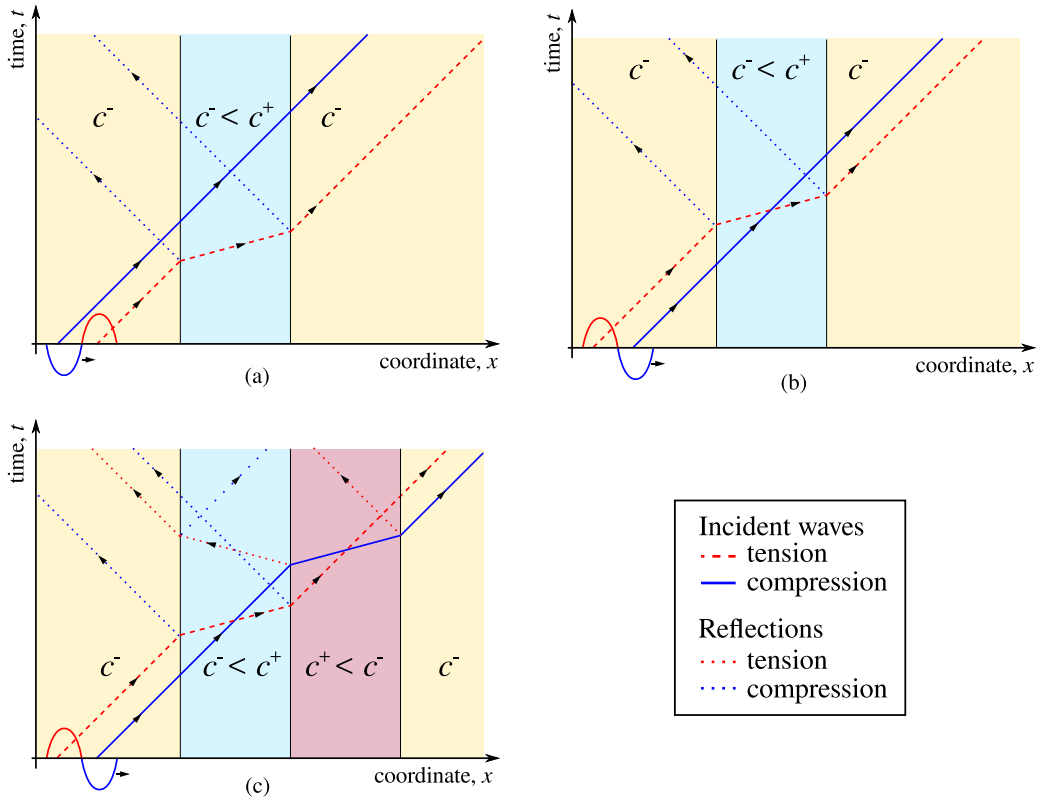 time, t
c⁻
c⁻ < c⁺
c⁻
coordinate, x
(a)
time, t
c⁻
c⁻ < c⁺
c⁻
coordinate, x
(b)
time, t
c⁻
c⁻ < c⁺
c⁺ < c⁻
c⁻
coordinate, x
(c)
Incident waves
tension
compression
Reflections
tension
compression